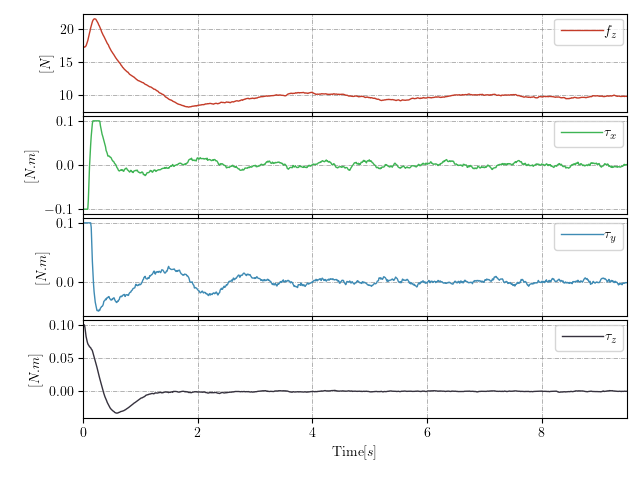 20
15
10
[N]
f_z
0.1
0.0
−0.1
[N.m]
τ_x
0.1
0.0
[N.m]
τ_y
0.10
0.05
0.00
[N.m]
τ_z
0 2 4 6 8
Time[s]